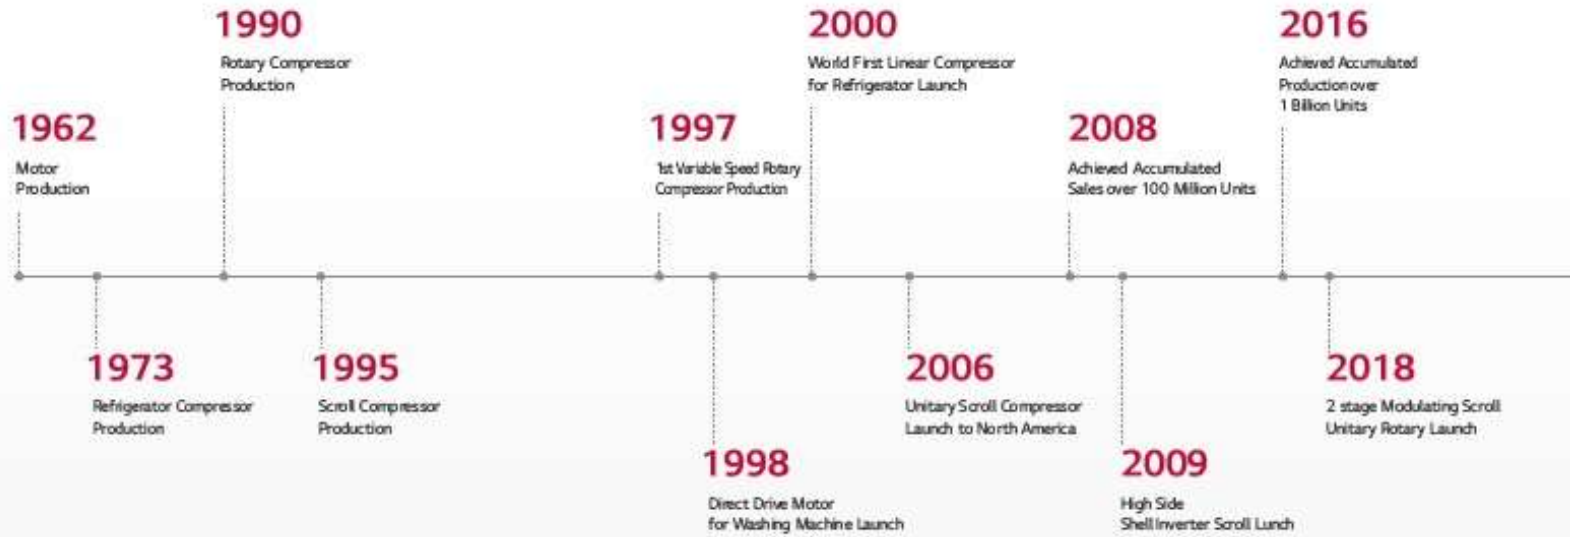 1990
Rotary Compressor
Production
2000
World First Linear Compressor
for Refrigerator Launch
2016
Achieved Accumulated
Production over
1 Billion Units
1962
Motor
Production
1997
1st Variable Speed Rotary
Compressor Production
2008
Achieved Accumulated
Sales over 100 Million Units
1973
Refrigerator Compressor
Production
1995
Scroll Compressor
Production
2006
Unitary Scroll Compressor
Launch to North America
2018
2 stage Modulating Scroll
Unitary Rotary Launch
1998
Direct Drive Motor
for Washing Machine Launch
2009
High Side
Shell Inverter Scroll Lunch